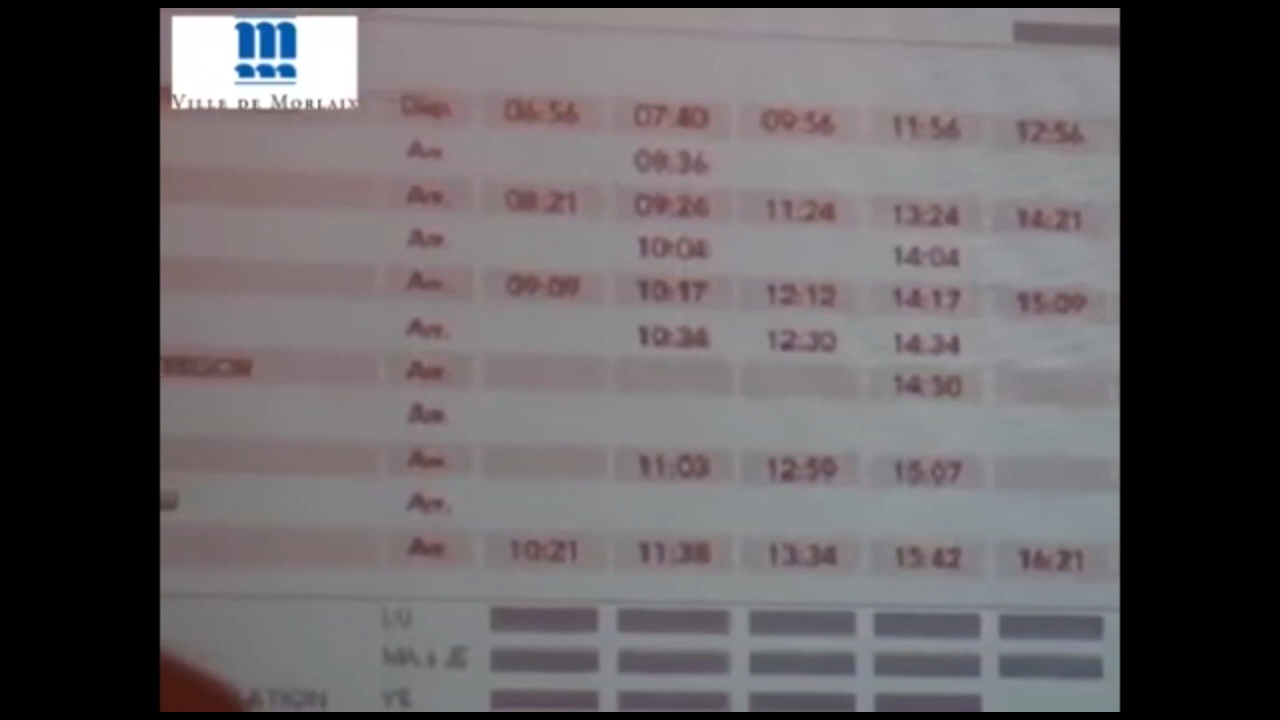 VILLE DE MORLAIX
Dép. 06:56 07:40 09:56 11:56 12:56
Arr. 08:36
Arr. 08:21 09:26 11:24 13:24 14:21
Arr. 10:04 14:04
Arr. 09:09 10:17 12:12 14:17 15:09
Arr. 10:34 12:30 14:34
TREGOR Arr. 14:50
Arr.
Arr. 11:03 12:59 15:07
Arr.
Arr. 10:21 11:38 13:34 15:42 16:21
LU
MA à JE
LATION VE